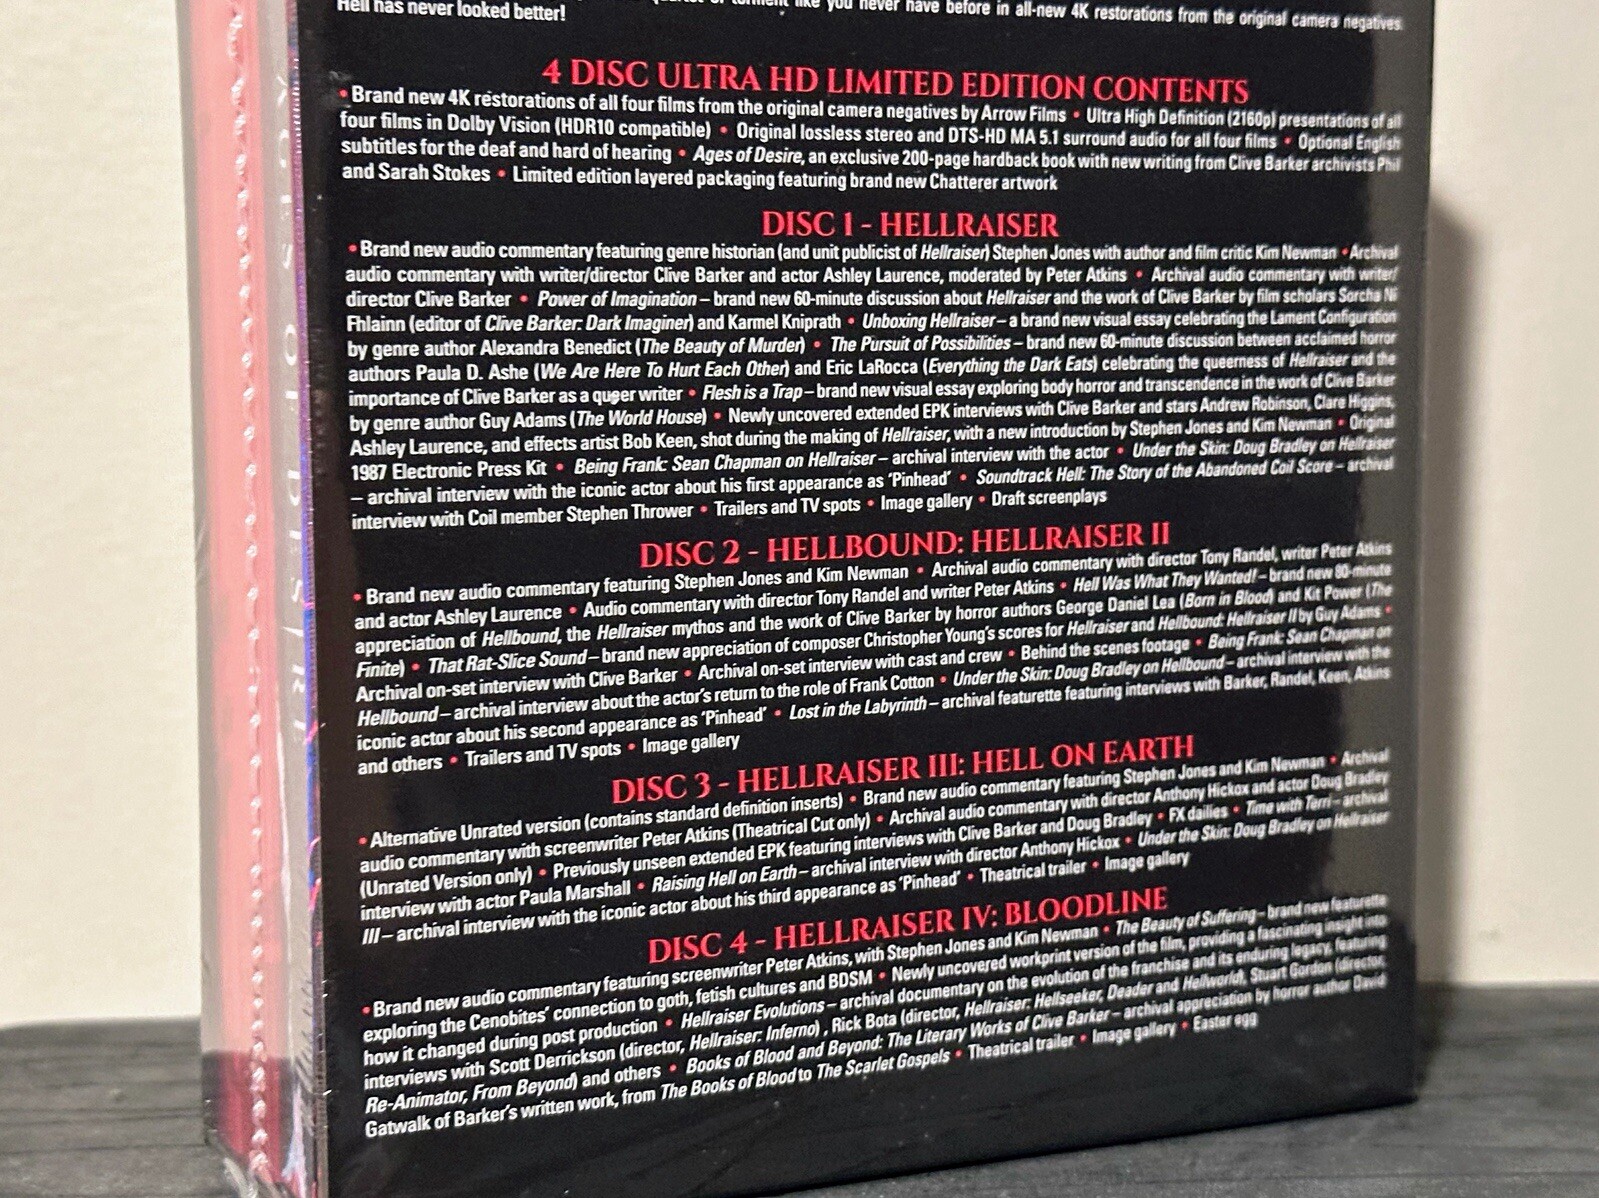 quartet of torment like you never have before in all-new 4K restorations from the original camera negatives.
Hell has never looked better!
4 DISC ULTRA HD LIMITED EDITION CONTENTS
• Brand new 4K restorations of all four films from the original camera negatives by Arrow Films • Ultra High Definition (2160p) presentations of all
four films in Dolby Vision (HDR10 compatible) • Original lossless stereo and DTS-HD MA 5.1 surround audio for all four films • Optional English
subtitles for the deaf and hard of hearing • Ages of Desire, an exclusive 200-page hardback book with new writing from Clive Barker archivists Phil
and Sarah Stokes • Limited edition layered packaging featuring brand new Chatterer artwork
DISC 1 - HELLRAISER
• Brand new audio commentary featuring genre historian (and unit publicist of Hellraiser) Stephen Jones with author and film critic Kim Newman • Archival
audio commentary with writer/director Clive Barker and actor Ashley Laurence, moderated by Peter Atkins • Archival audio commentary with writer/
director Clive Barker • Power of Imagination – brand new 60-minute discussion about Hellraiser and the work of Clive Barker by film scholars Sorcha Ní
Fhlainn (editor of Clive Barker: Dark Imaginer) and Karmel Kniprath • Unboxing Hellraiser – a brand new visual essay celebrating the Lament Configuration
by genre author Alexandra Benedict (The Beauty of Murder) • The Pursuit of Possibilities – brand new 60-minute discussion between acclaimed horror
authors Paula D. Ashe (We Are Here To Hurt Each Other) and Eric LaRocca (Everything the Dark Eats) celebrating the queerness of Hellraiser and the
importance of Clive Barker as a queer writer • Flesh is a Trap – brand new visual essay exploring body horror and transcendence in the work of Clive Barker
by genre author Guy Adams (The World House) • Newly uncovered extended EPK interviews with Clive Barker and stars Andrew Robinson, Clare Higgins,
Ashley Laurence, and effects artist Bob Keen, shot during the making of Hellraiser, with a new introduction by Stephen Jones and Kim Newman • Original
1987 Electronic Press Kit • Being Frank: Sean Chapman on Hellraiser – archival interview with the actor • Under the Skin: Doug Bradley on Hellraiser
– archival interview with the iconic actor about his first appearance as ‘Pinhead’ • Soundtrack Hell: The Story of the Abandoned Coil Score – archival
interview with Coil member Stephen Thrower • Trailers and TV spots • Image gallery • Draft screenplays
DISC 2 - HELLBOUND: HELLRAISER II
• Brand new audio commentary featuring Stephen Jones and Kim Newman • Archival audio commentary with director Tony Randel, writer Peter Atkins
and actor Ashley Laurence • Audio commentary with director Tony Randel and writer Peter Atkins • Hell Was What They Wanted! – brand new 80-minute
appreciation of Hellbound, the Hellraiser mythos and the work of Clive Barker by horror authors George Daniel Lea (Born in Blood) and Kit Power (The
Finite) • That Rat-Slice Sound – brand new appreciation of composer Christopher Young's scores for Hellraiser and Hellbound: Hellraiser II by Guy Adams •
Archival on-set interview with Clive Barker • Archival on-set interview with cast and crew • Behind the scenes footage • Being Frank: Sean Chapman on
Hellbound – archival interview about the actor's return to the role of Frank Cotton • Under the Skin: Doug Bradley on Hellbound – archival interview with the
iconic actor about his second appearance as ‘Pinhead’ • Lost in the Labyrinth – archival featurette featuring interviews with Barker, Randel, Keen, Atkins
and others • Trailers and TV spots • Image gallery
DISC 3 - HELLRAISER III: HELL ON EARTH
• Alternative Unrated version (contains standard definition inserts) • Brand new audio commentary featuring Stephen Jones and Kim Newman • Archival
audio commentary with screenwriter Peter Atkins (Theatrical Cut only) • Archival audio commentary with director Anthony Hickox and actor Doug Bradley
(Unrated Version only) • Previously unseen extended EPK featuring interviews with Clive Barker and Doug Bradley • FX dailies • Time with Terri – archival
interview with actor Paula Marshall • Raising Hell on Earth – archival interview with director Anthony Hickox • Under the Skin: Doug Bradley on Hellraiser
III – archival interview with the iconic actor about his third appearance as ‘Pinhead’ • Theatrical trailer • Image gallery
DISC 4 - HELLRAISER IV: BLOODLINE
• Brand new audio commentary featuring screenwriter Peter Atkins, with Stephen Jones and Kim Newman • The Beauty of Suffering – brand new featurette
exploring the Cenobites' connection to goth, fetish cultures and BDSM • Newly uncovered workprint version of the film, providing a fascinating insight into
how it changed during post production • Hellraiser Evolutions – archival documentary on the evolution of the franchise and its enduring legacy, featuring
interviews with Scott Derrickson (director, Hellraiser: Inferno) , Rick Bota (director, Hellraiser: Hellseeker, Deader and Hellworld), Stuart Gordon (director,
Re-Animator, From Beyond) and others • Books of Blood and Beyond: The Literary Works of Clive Barker – archival appreciation by horror author David
Gatwalk of Barker's written work, from The Books of Blood to The Scarlet Gospels • Theatrical trailer • Image gallery • Easter egg
AGES OF DESIRE